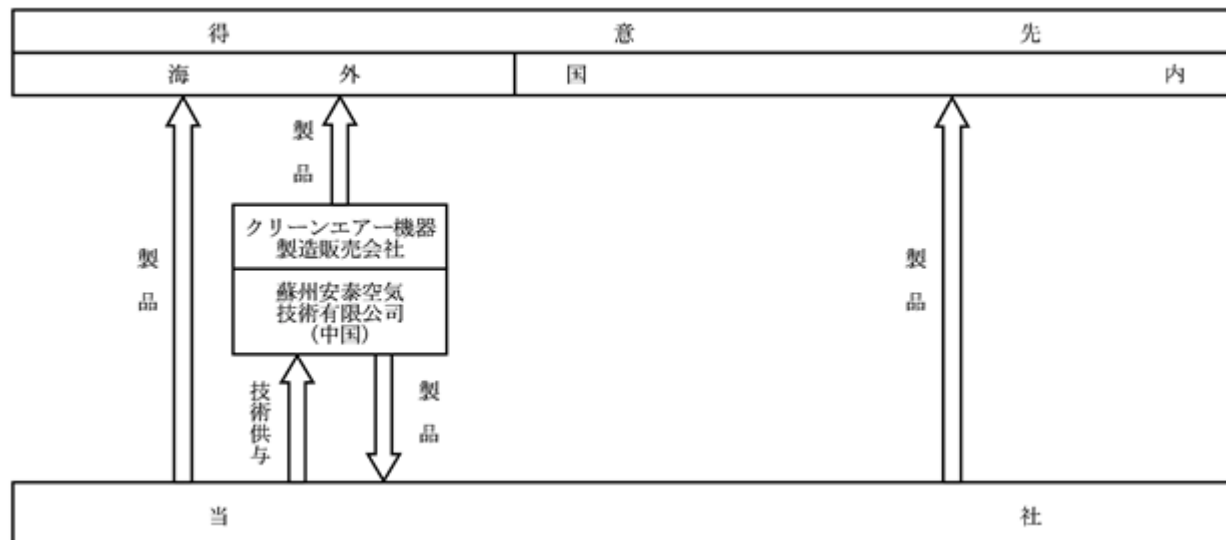 得意先
海外
国内
製品
クリーンエアー機器
製造販売会社
製品
蘇州安泰空気
技術有限公司
(中国)
製品
技術供与
製品
当社